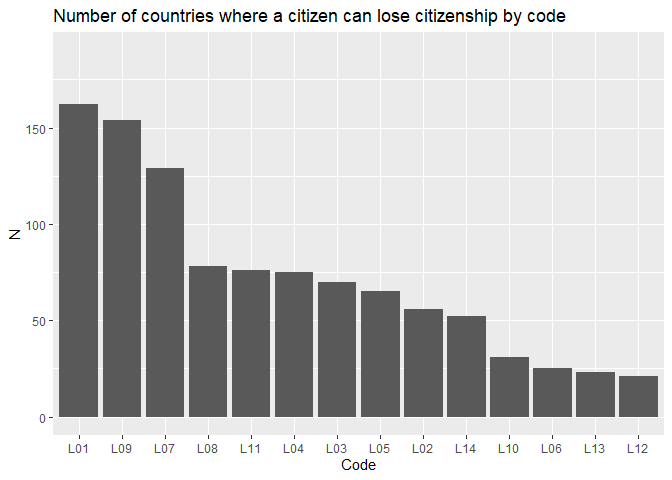 Number of countries where a citizen can lose citizenship by code
N
150
100
50
0
L01 L09 L07 L08 L11 L04 L03 L05 L02 L14 L10 L06 L13 L12
Code